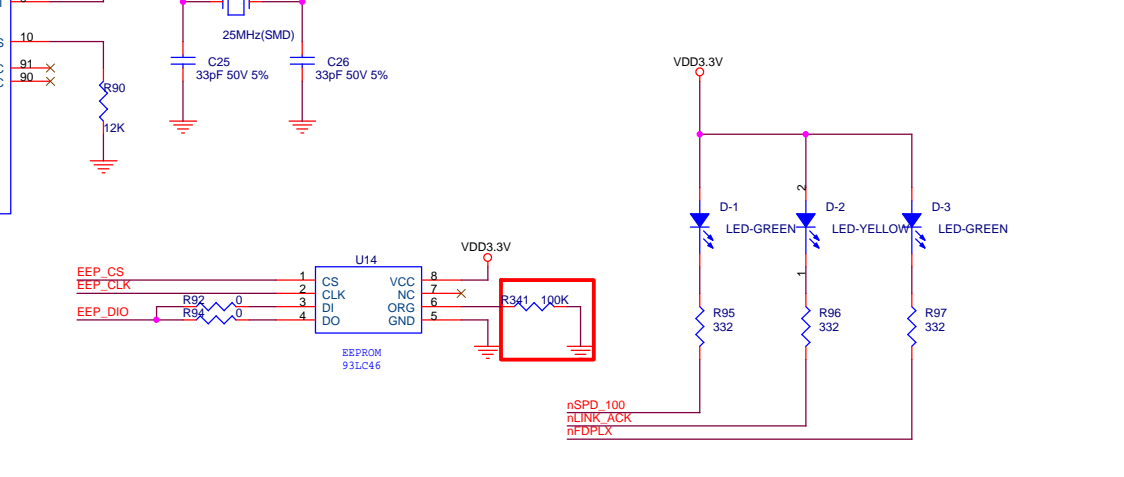 10
91
90
R90
12K
25MHz(SMD)
C25
33pF 50V 5%
C26
33pF 50V 5%
VDD3.3V
2
D-1
LED-GREEN
D-2
LED-YELLOW
D-3
LED-GREEN
1
R95
332
R96
332
R97
332
nSPD_100
nLINK_ACK
nFDPLX
VDD3.3V
U14
EEP_CS
EEP_CLK
EEP_DIO
R92 0
R94 0
1 CS VCC 8
2 CLK NC 7
3 DI ORG 6
4 DO GND 5
R341 100K
EEPROM
93LC46